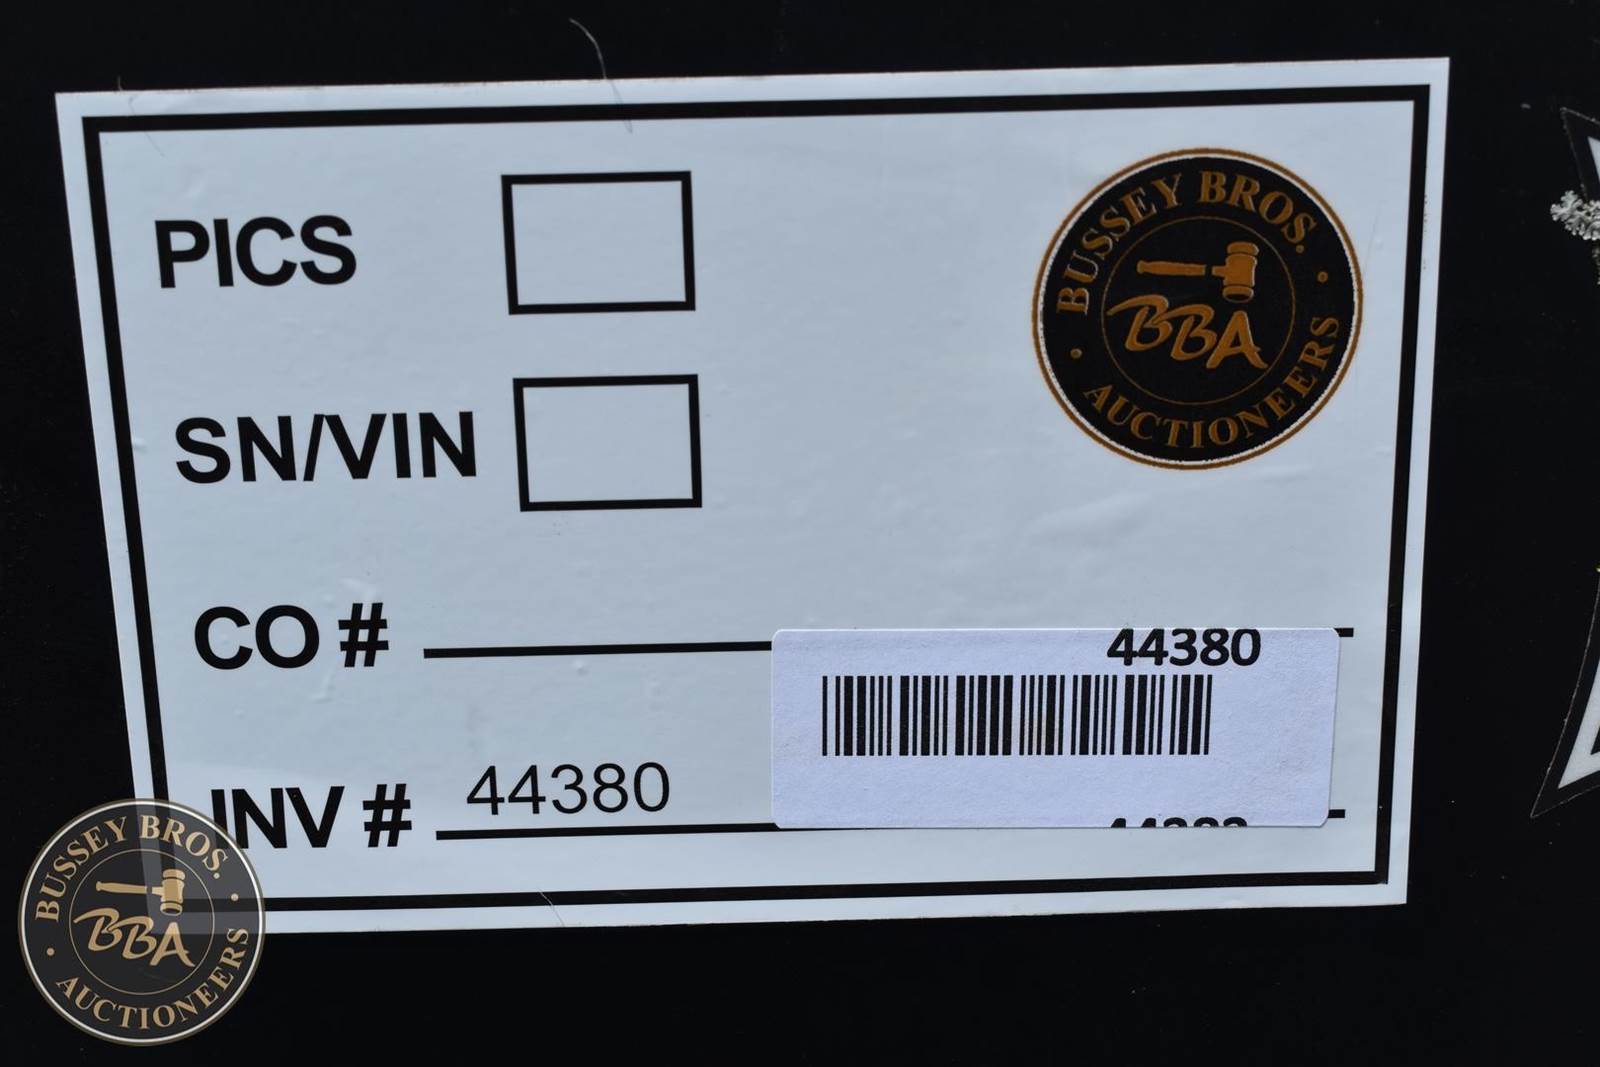 PICS
BUSSEY BROS.
BBA
AUCTIONEERS
SN/VIN
CO #
44380
INV # 44380
BUSSEY BROS.
BBA
AUCTIONEERS